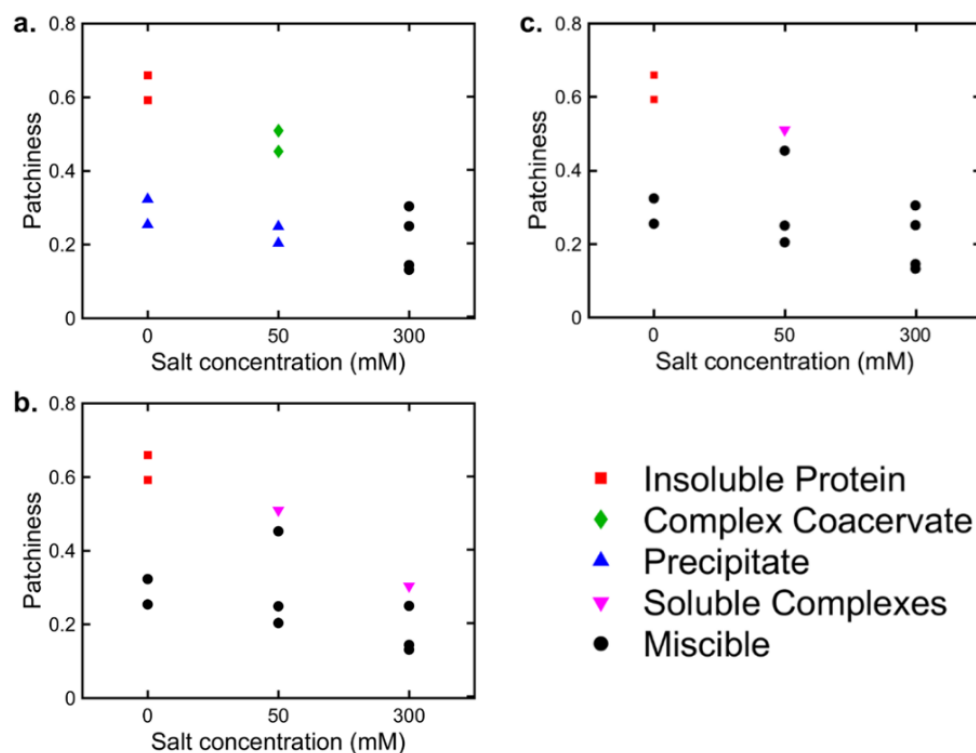 a.
0.8
0.6
0.4
0.2
0
Patchiness
0
50
300
Salt concentration (mM)
c.
0.8
0.6
0.4
0.2
0
Patchiness
0
50
300
Salt concentration (mM)
b.
0.8
0.6
0.4
0.2
0
Patchiness
0
50
300
Salt concentration (mM)
Insoluble Protein
Complex Coacervate
Precipitate
Soluble Complexes
Miscible